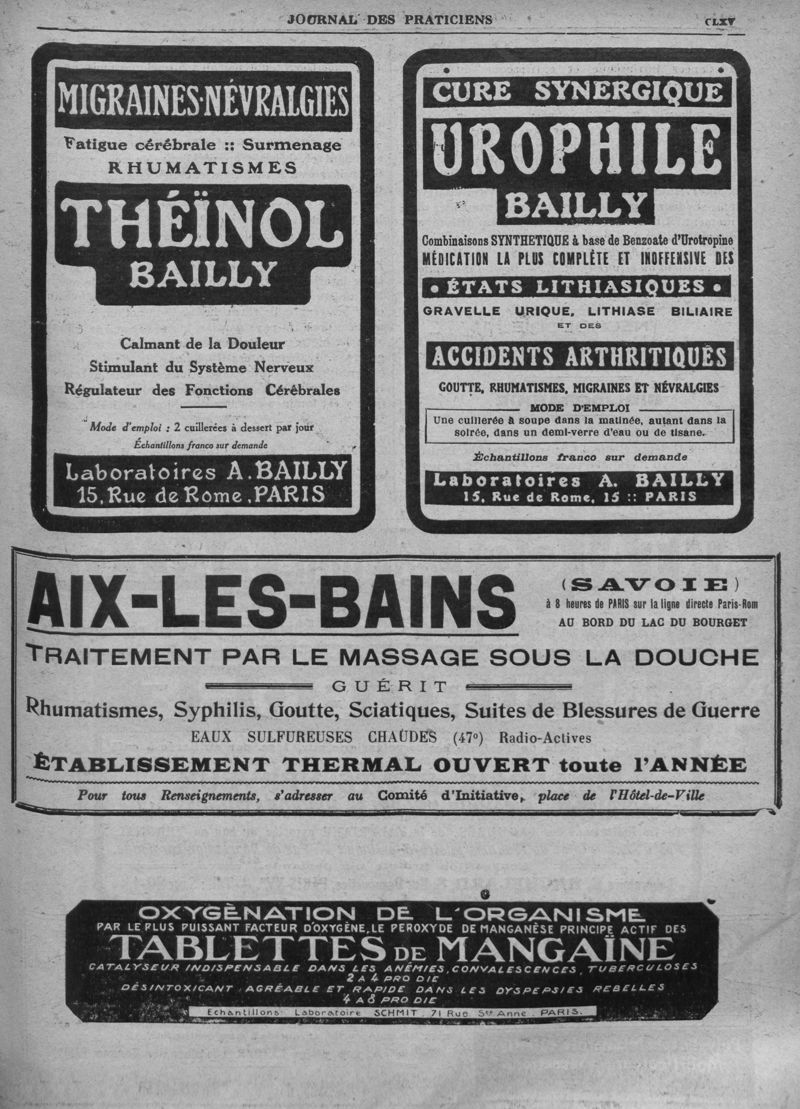 JOURNAL DES PRATICIENS
CLXV
MIGRAINES-NÉVRALGIES
Fatigue cérébrale :: Surmenage
RHUMATISMES
THÉÏNOL
BAILLY
Calmant de la Douleur
Stimulant du Système Nerveux
Régulateur des Fonctions Cérébrales
Mode d'emploi : 2 cuillerées à dessert par jour
Échantillons franco sur demande
Laboratoires A. BAILLY
15, Rue de Rome, PARIS
CURE SYNERGIQUE
UROPHILE
BAILLY
Combinaisons SYNTHETIQUE à base de Benzoate d'Urotropine
MÉDICATION LA PLUS COMPLÈTE ET INOFFENSIVE DES
• ÉTATS LITHIASIQUES •
GRAVELLE URIQUE, LITHIASE BILIAIRE
ET DES
ACCIDENTS ARTHRITIQUES
GOUTTE, RHUMATISMES, MIGRAINES ET NÉVRALGIES
MODE D'EMPLOI
Une cuillerée à soupe dans la matinée, autant dans la
soirée, dans un demi-verre d'eau ou de tisane.
Échantillons franco sur demande
Laboratoires A. BAILLY
15, Rue de Rome, 15 :: PARIS
AIX-LES-BAINS
(SAVOIE)
à 8 heures de PARIS sur la ligne directe Paris-Rom
AU BORD DU LAC DU BOURGET
TRAITEMENT PAR LE MASSAGE SOUS LA DOUCHE
GUÉRIT
Rhumatismes, Syphilis, Goutte, Sciatiques, Suites de Blessures de Guerre
EAUX SULFUREUSES CHAUDES (47°) Radio-Actives
ÉTABLISSEMENT THERMAL OUVERT toute l'ANNÉE
Pour tous Renseignements, s'adresser au Comité d'Initiative, place de l'Hôtel-de-Ville
OXYGÈNATION DE L'ORGANISME
PAR LE PLUS PUISSANT FACTEUR D'OXYGÈNE, LE PEROXYDE DE MANGANÈSE PRINCIPE ACTIF DES
TABLETTES DE MANGAÏNE
CATALYSEUR INDISPENSABLE DANS LES ANÉMIES, CONVALESCENCES, TUBERCULOSES
2 A 4 PRO DIE
DÉSINTOXICANT AGRÉABLE ET RAPIDE DANS LES DYSPEPSIES REBELLES
4 A 8 PRO DIE
Echantillons: Laboratoire SCHMIT, 71 Rue Ste Anne. PARIS.